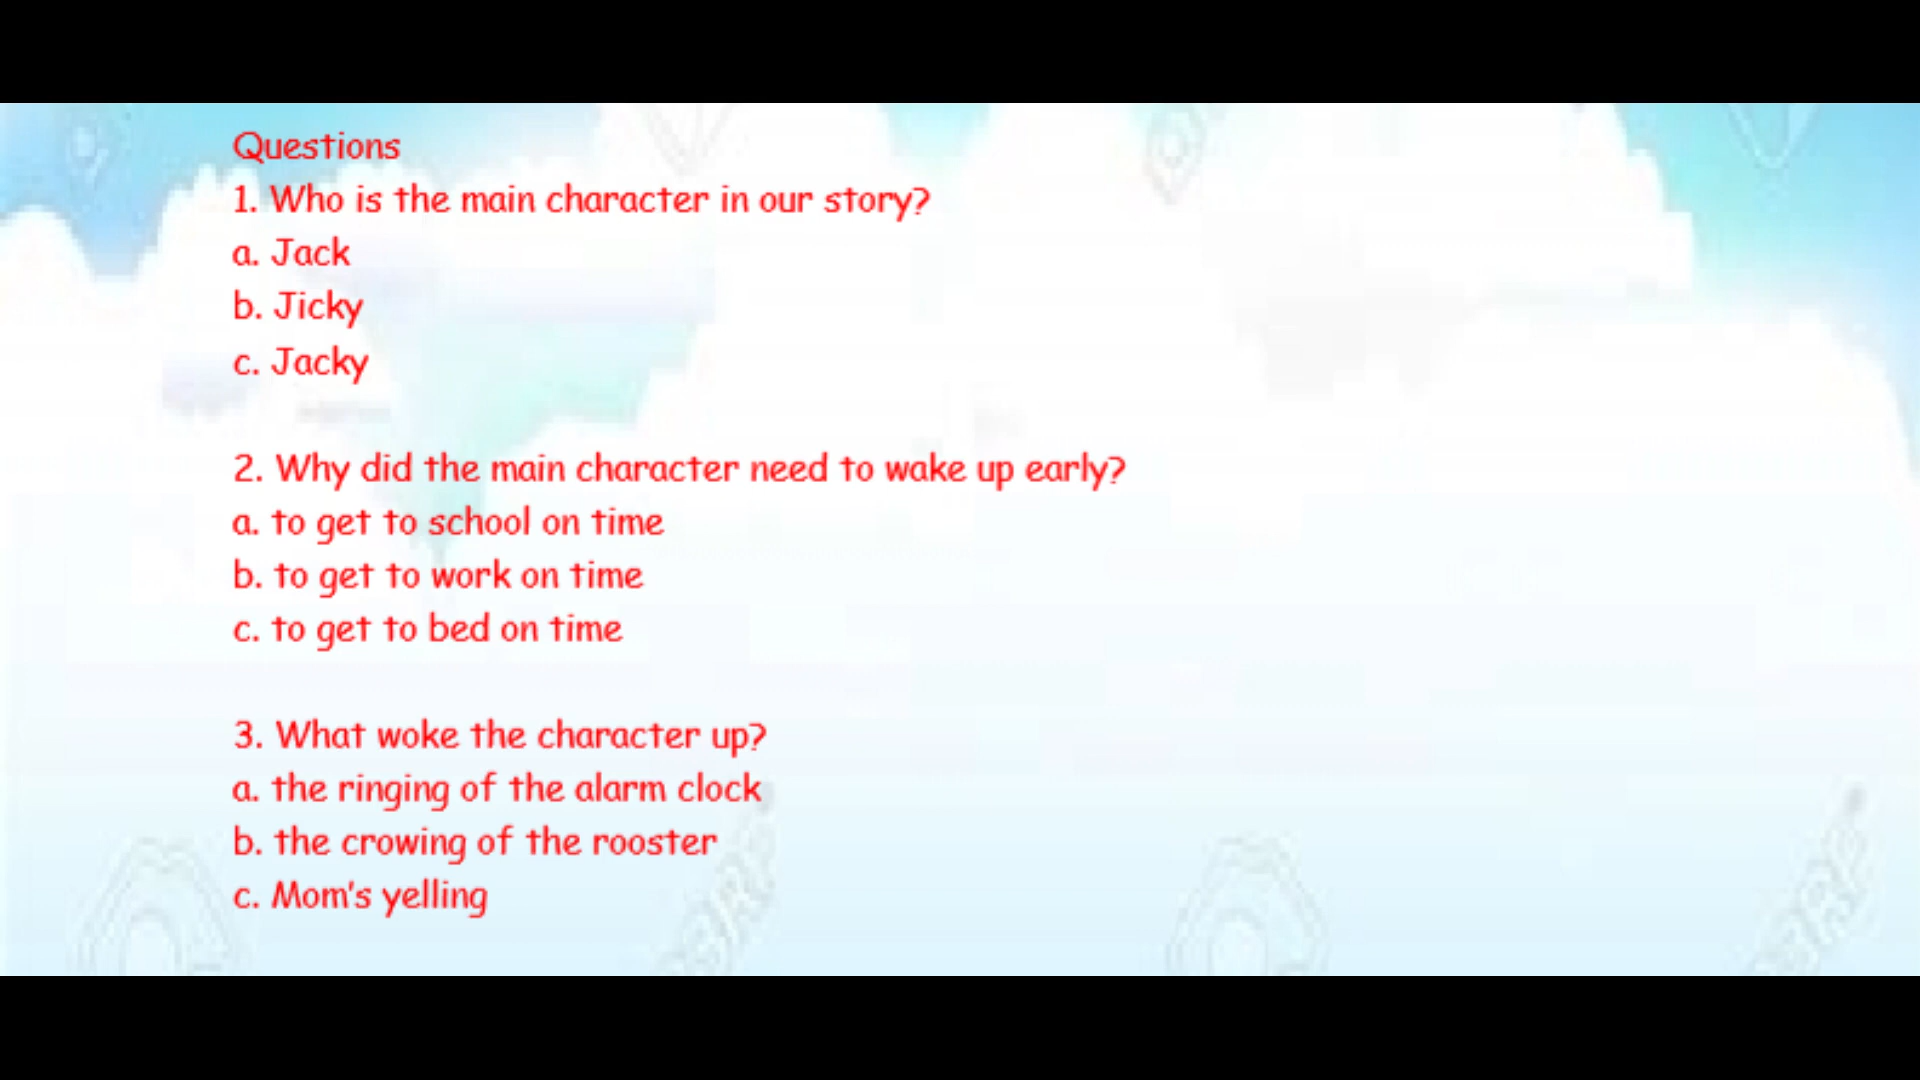 Questions
1. Who is the main character in our story?
a. Jack
b. Jicky
c. Jacky
2. Why did the main character need to wake up early?
a. to get to school on time
b. to get to work on time
c. to get to bed on time
3. What woke the character up?
a. the ringing of the alarm clock
b. the crowing of the rooster
c. Mom's yelling